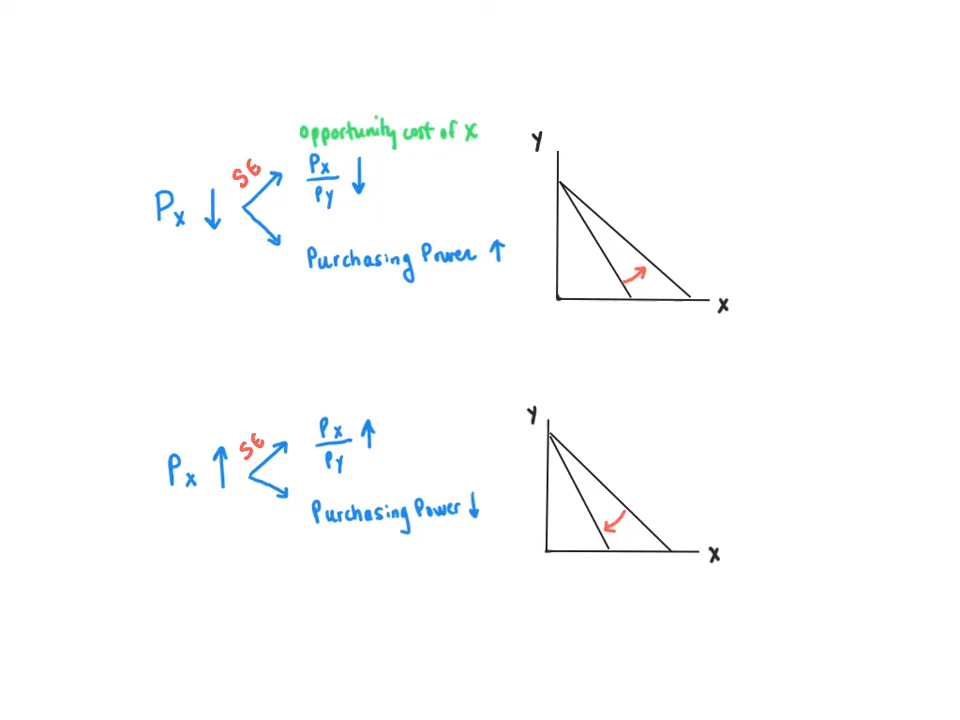 opportunity cost of x
SE
Px
Py
Px
Purchasing Power
Y
X
SE
Px
Py
Px
Purchasing Power
Y
X